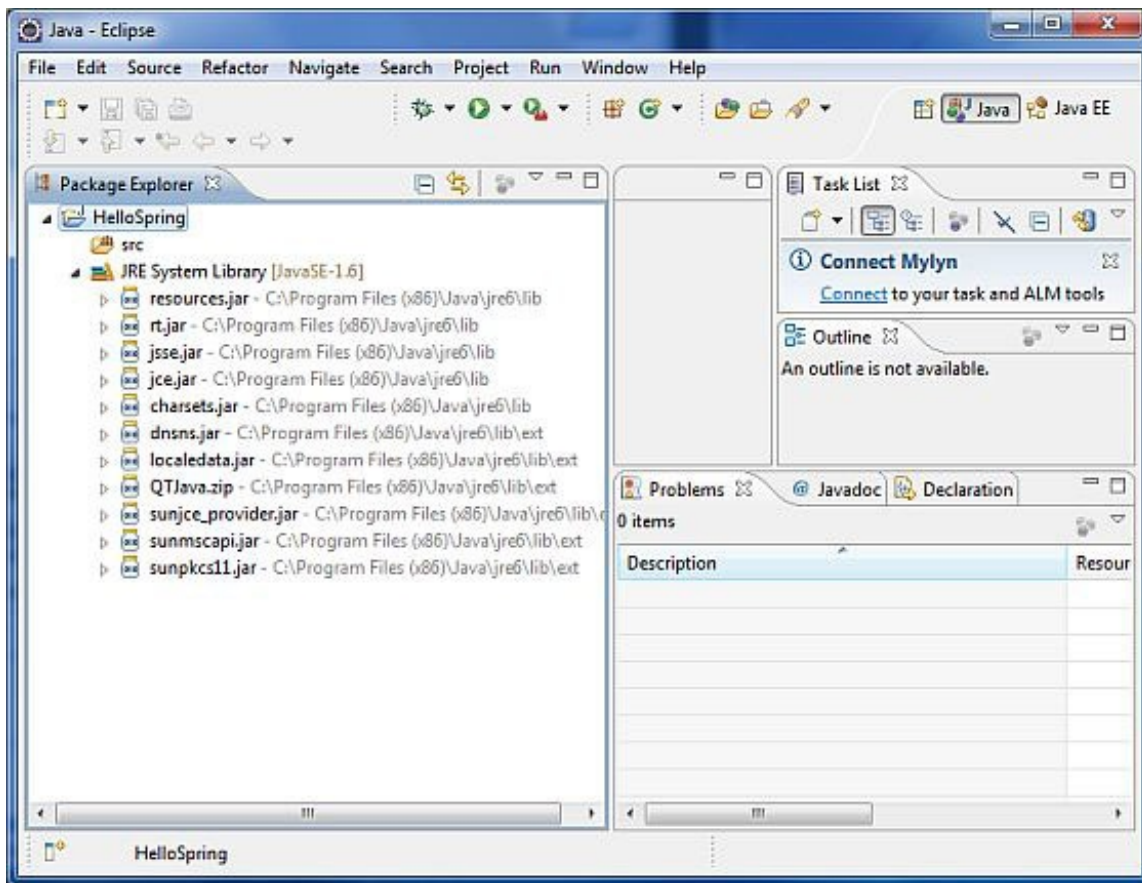 Java - Eclipse
File Edit Source Refactor Navigate Search Project Run Window Help
Java Java EE
Package Explorer
HelloSpring
src
JRE System Library [JavaSE-1.6]
resources.jar - C:\Program Files (x86)\Java\jre6\lib
rt.jar - C:\Program Files (x86)\Java\jre6\lib
jsse.jar - C:\Program Files (x86)\Java\jre6\lib
jce.jar - C:\Program Files (x86)\Java\jre6\lib
charsets.jar - C:\Program Files (x86)\Java\jre6\lib
dnsns.jar - C:\Program Files (x86)\Java\jre6\lib\ext
localedata.jar - C:\Program Files (x86)\Java\jre6\lib\ext
QTJava.zip - C:\Program Files (x86)\Java\jre6\lib\ext
sunjce_provider.jar - C:\Program Files (x86)\Java\jre6\lib\e
sunmscapi.jar - C:\Program Files (x86)\Java\jre6\lib\ext
sunpkcs11.jar - C:\Program Files (x86)\Java\jre6\lib\ext
Task List
Connect Mylyn
Connect to your task and ALM tools
Outline
An outline is not available.
Problems @ Javadoc Declaration
0 items
Description Resour
HelloSpring